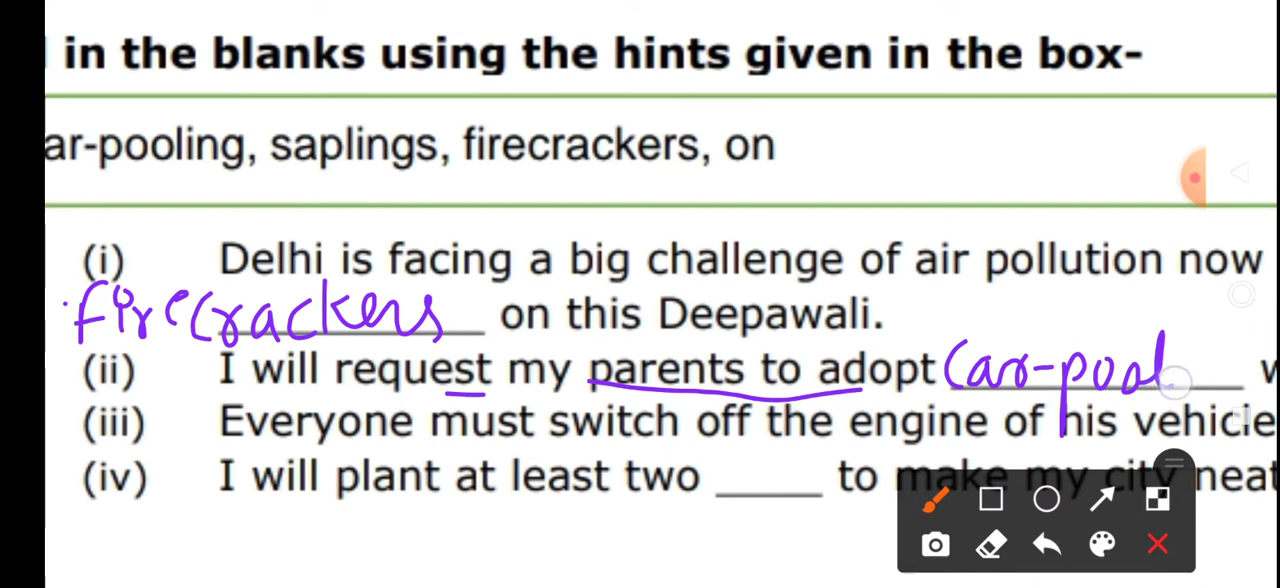 in the blanks using the hints given in the box-
ar-pooling, saplings, firecrackers, on
(i) Delhi is facing a big challenge of air pollution now
firecrackers on this Deepawali.
(ii) I will request my parents to adopt Car-pool
(iii) Everyone must switch off the engine of his vehicle
(iv) I will plant at least two _____ to make my city neat